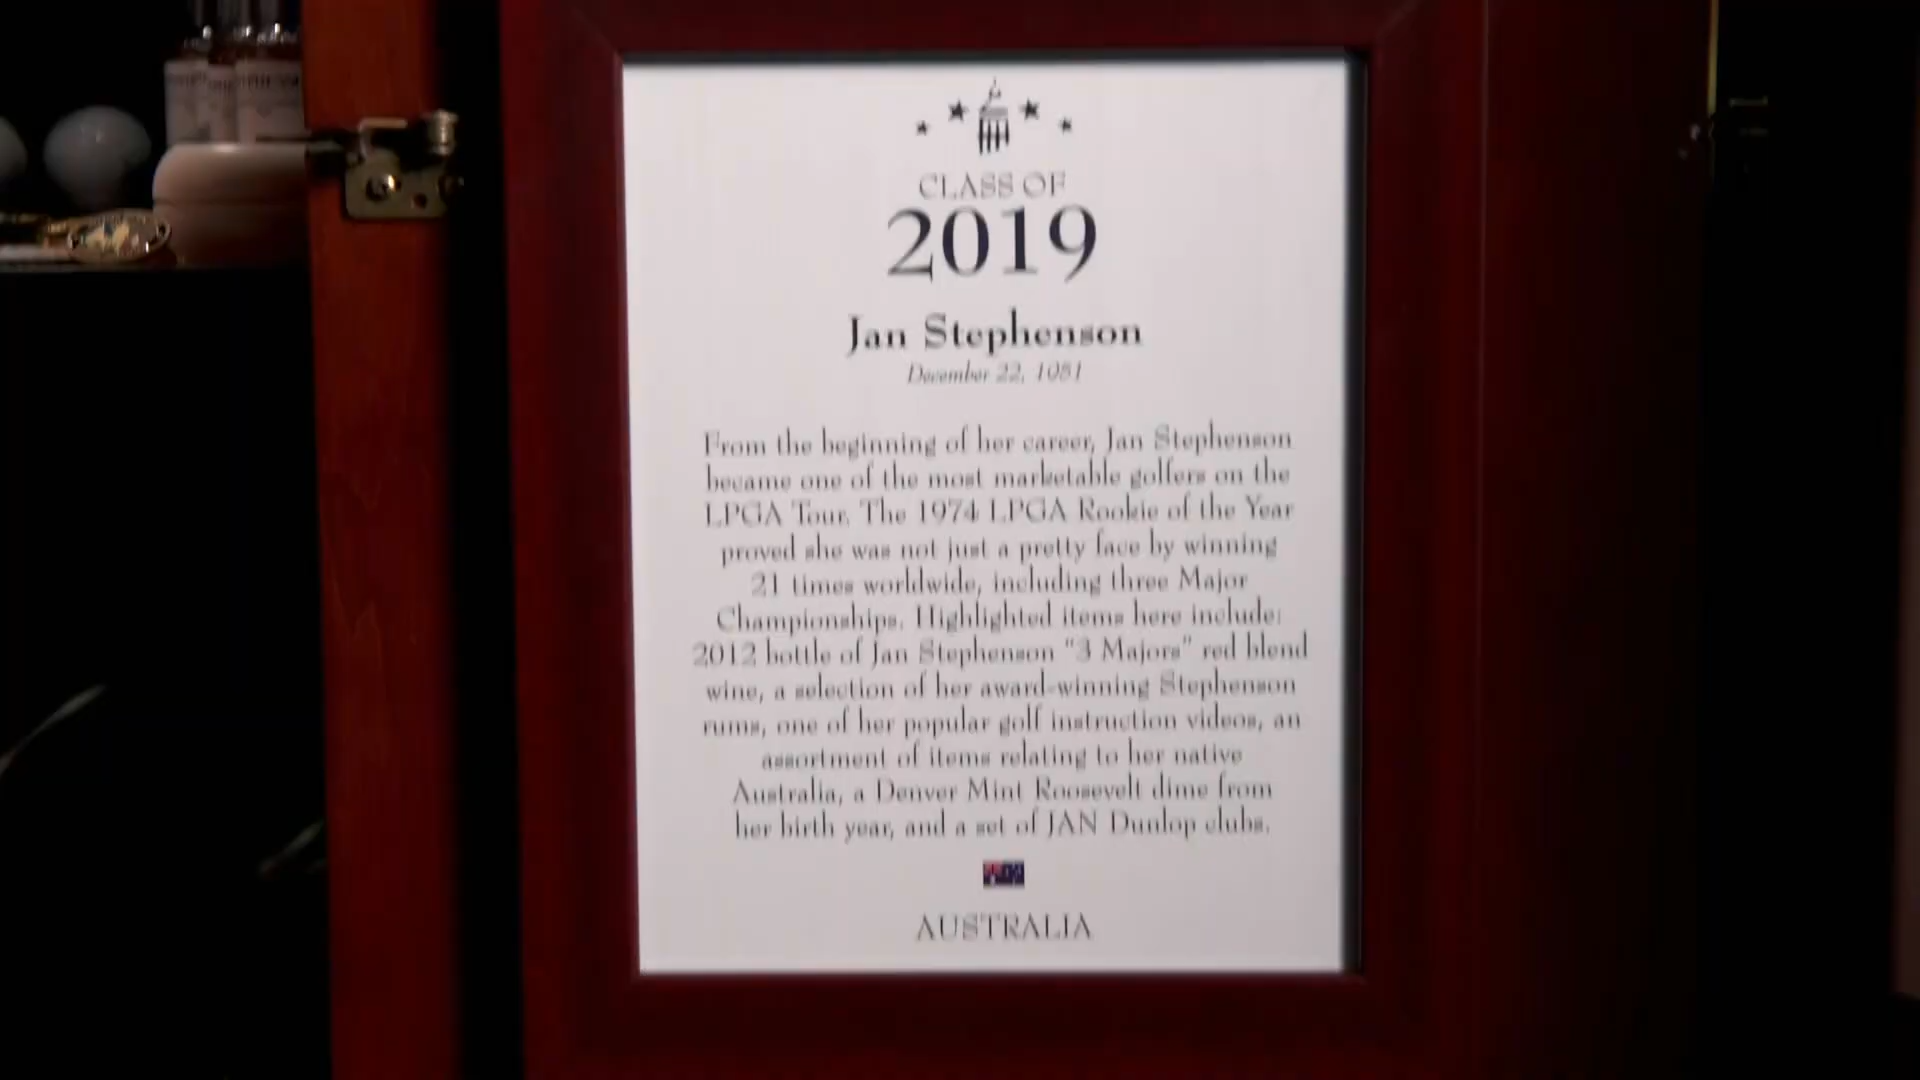 CLASS OF
2019
Jan Stephenson
December 22, 1951
From the beginning of her career, Jan Stephenson
became one of the most marketable golfers on the
LPGA Tour. The 1974 LPGA Rookie of the Year
proved she was not just a pretty face by winning
21 times worldwide, including three Major
Championships. Highlighted items here include:
2012 bottle of Jan Stephenson "3 Majors" red blend
wine, a selection of her award-winning Stephenson
rums, one of her popular golf instruction videos, an
assortment of items relating to her native
Australia, a Denver Mint Roosevelt dime from
her birth year, and a set of JAN Dunlop clubs.
AUSTRALIA